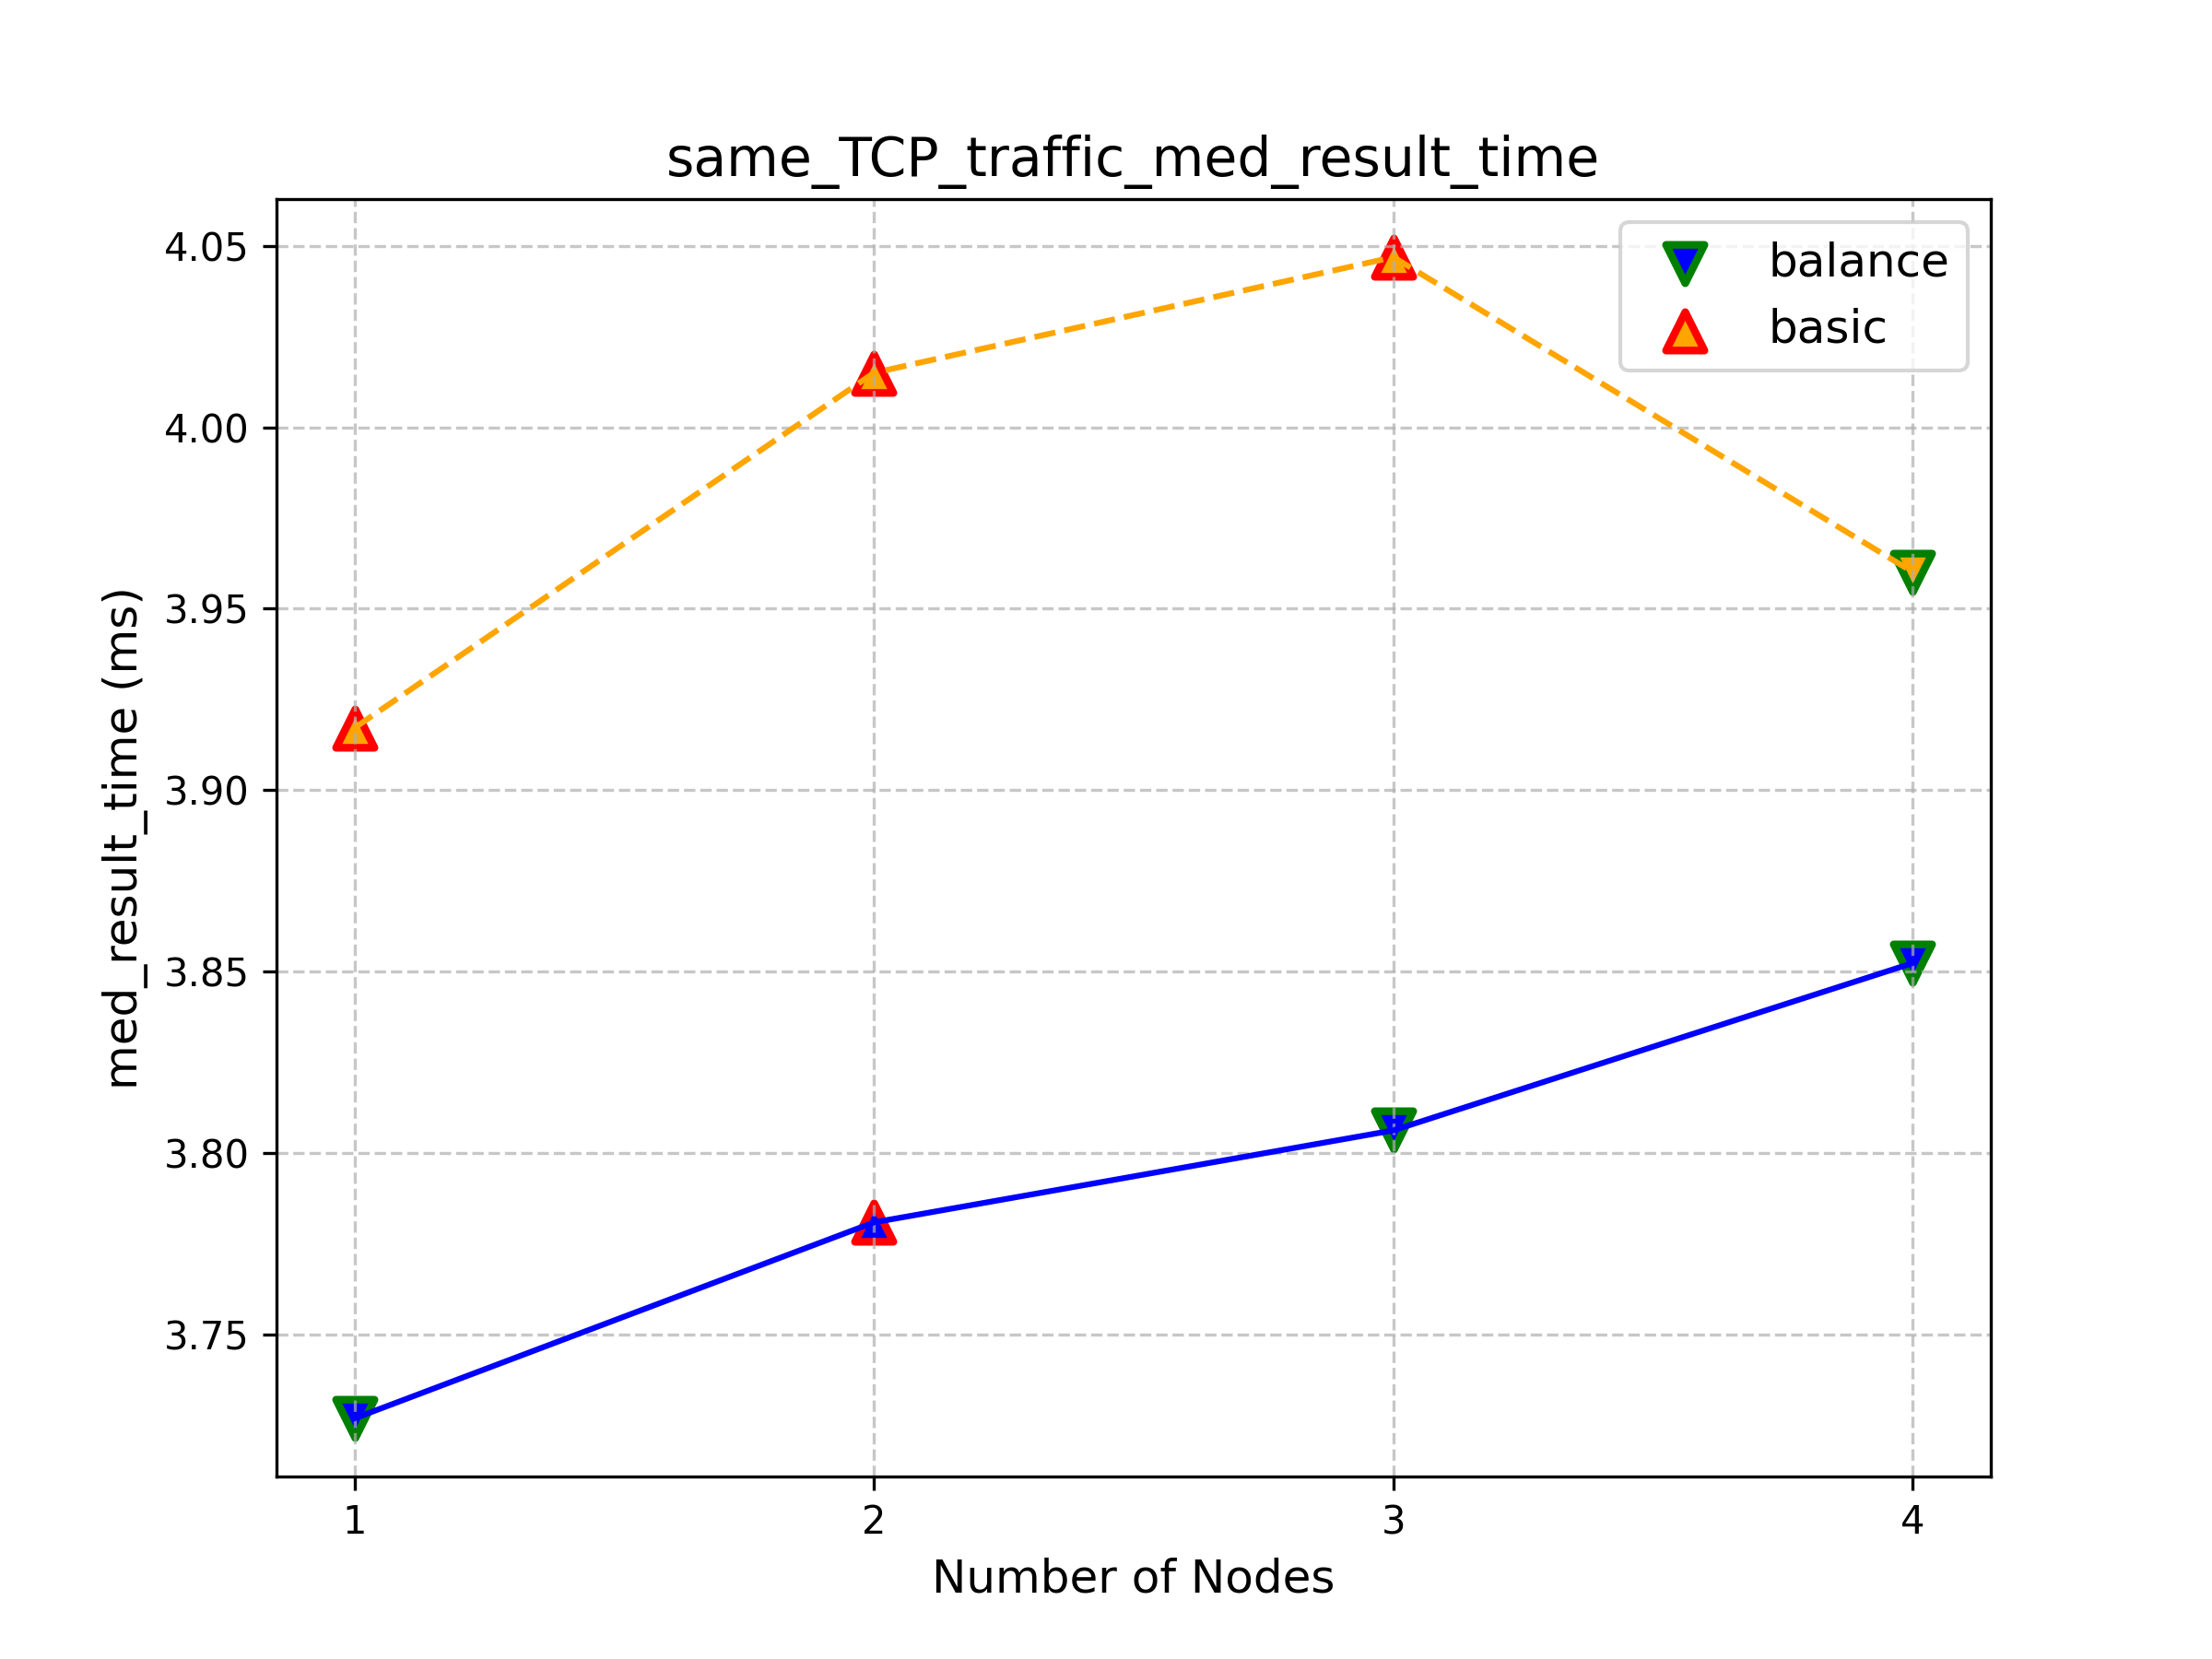 same_TCP_traffic_med_result_time
balance
basic
med_result_time (ms)
4.05
4.00
3.95
3.90
3.85
3.80
3.75
1
2
3
4
Number of Nodes